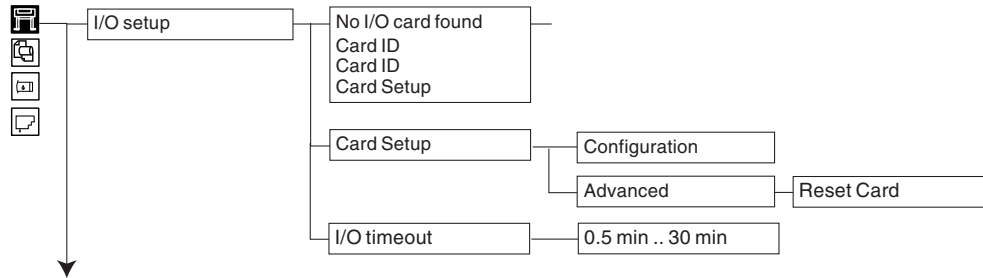 I/O setup
No I/O card found
Card ID
Card ID
Card Setup
Card Setup
Configuration
Advanced
Reset Card
I/O timeout
0.5 min .. 30 min